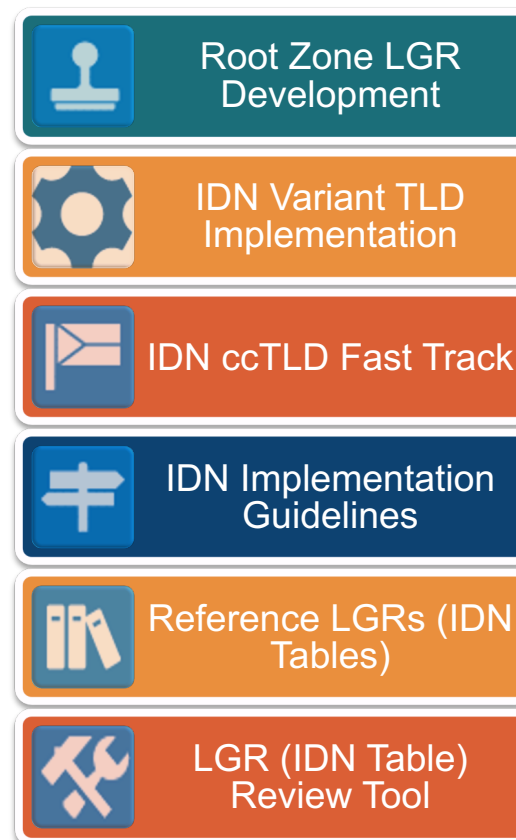 Root Zone LGR
Development
IDN Variant TLD
Implementation
IDN ccTLD Fast Track
IDN Implementation
Guidelines
Reference LGRs (IDN
Tables)
LGR (IDN Table)
Review Tool